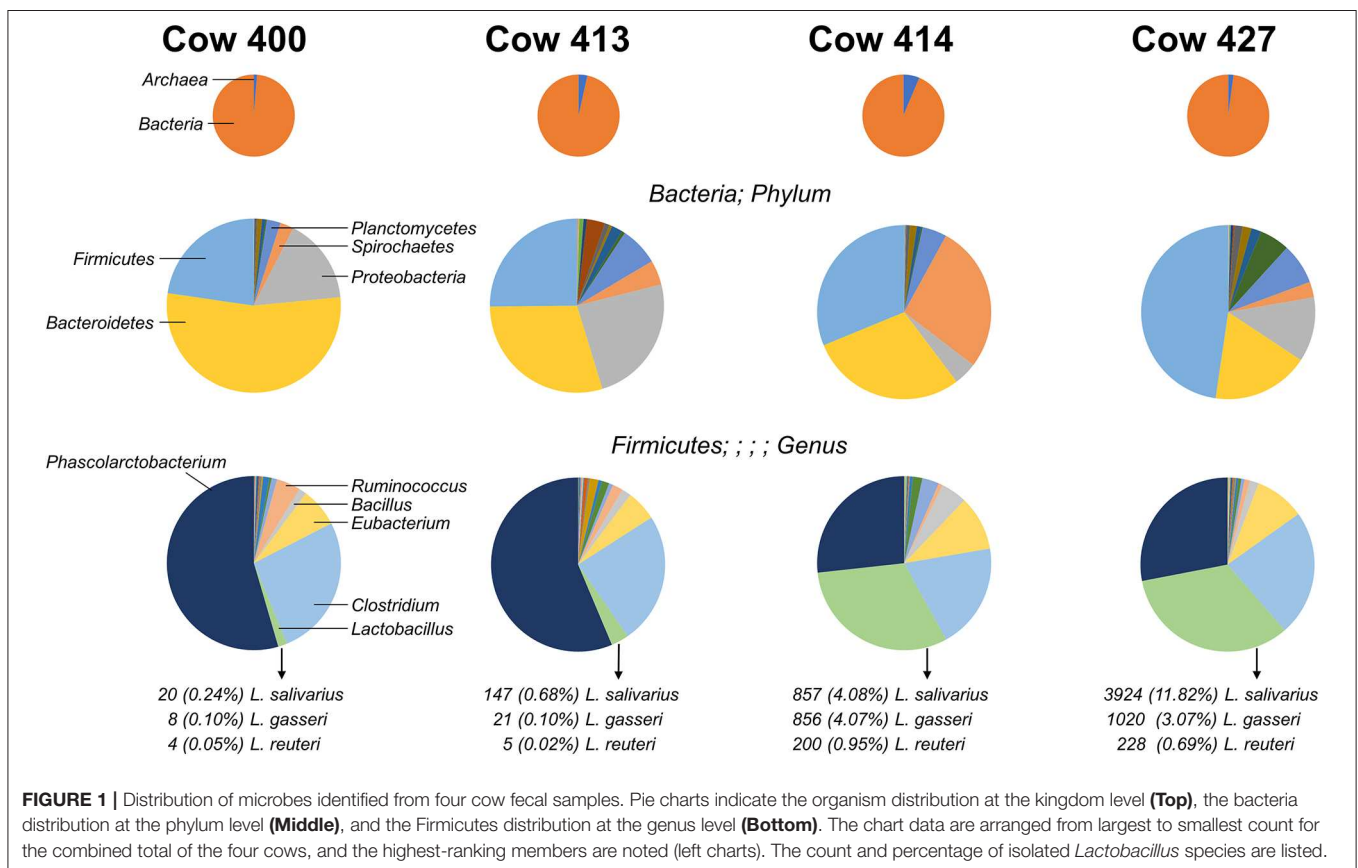 Cow 400
Cow 413
Cow 414
Cow 427
Archaea
Bacteria
Bacteria; Phylum
Planctomycetes
Spirochaetes
Firmicutes
Proteobacteria
Bacteroidetes
Firmicutes; ; ; ; Genus
Phascolarctobacterium
Ruminococcus
Bacillus
Eubacterium
Clostridium
Lactobacillus
20 (0.24%) L. salivarius
8 (0.10%) L. gasseri
4 (0.05%) L. reuteri
147 (0.68%) L. salivarius
21 (0.10%) L. gasseri
5 (0.02%) L. reuteri
857 (4.08%) L. salivarius
856 (4.07%) L. gasseri
200 (0.95%) L. reuteri
3924 (11.82%) L. salivarius
1020 (3.07%) L. gasseri
228 (0.69%) L. reuteri
FIGURE 1 | Distribution of microbes identified from four cow fecal samples. Pie charts indicate the organism distribution at the kingdom level (Top), the bacteria
distribution at the phylum level (Middle), and the Firmicutes distribution at the genus level (Bottom). The chart data are arranged from largest to smallest count for
the combined total of the four cows, and the highest-ranking members are noted (left charts). The count and percentage of isolated Lactobacillus species are listed.